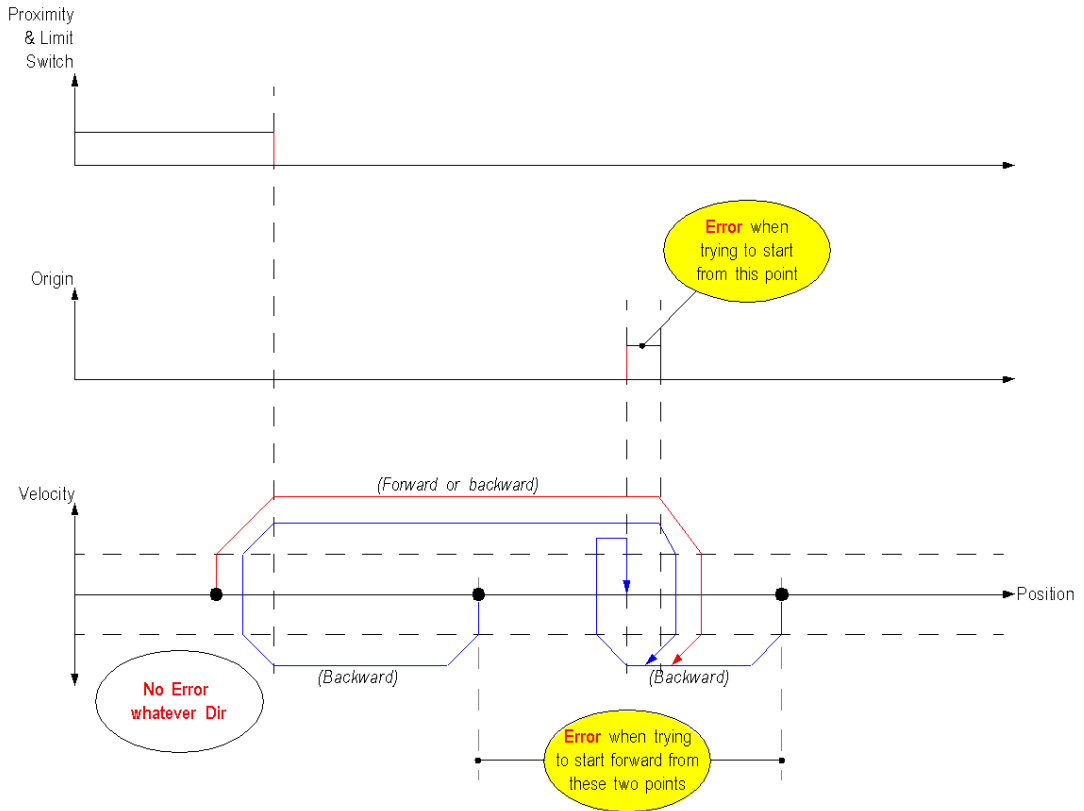 Proximity
& Limit
Switch
Error when
trying to start
from this point
Origin
(Forward or backward)
Velocity
Position
(Backward)
(Backward)
No Error
whatever Dir
Error when trying
to start forward from
these two points